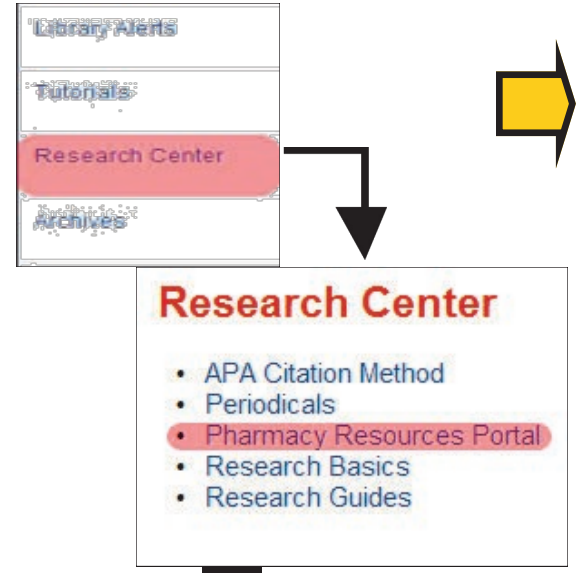 Library Alerts
Tutorials
Research Center
Archives
Research Center
• APA Citation Method
• Periodicals
• Pharmacy Resources Portal
• Research Basics
• Research Guides